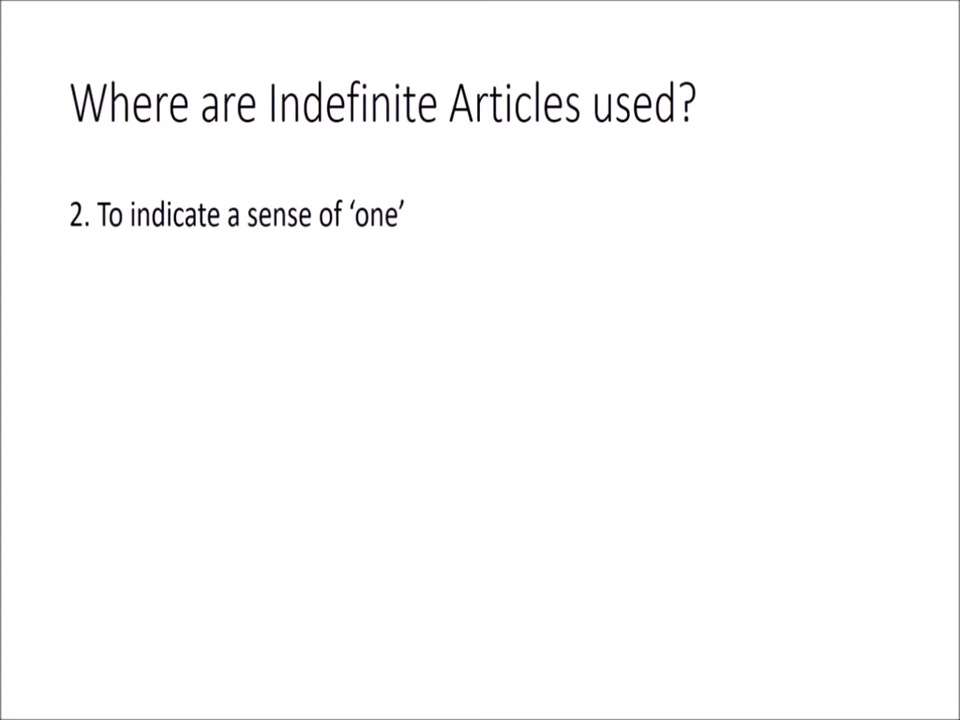 Where are Indefinite Articles used?
2. To indicate a sense of ‘one’